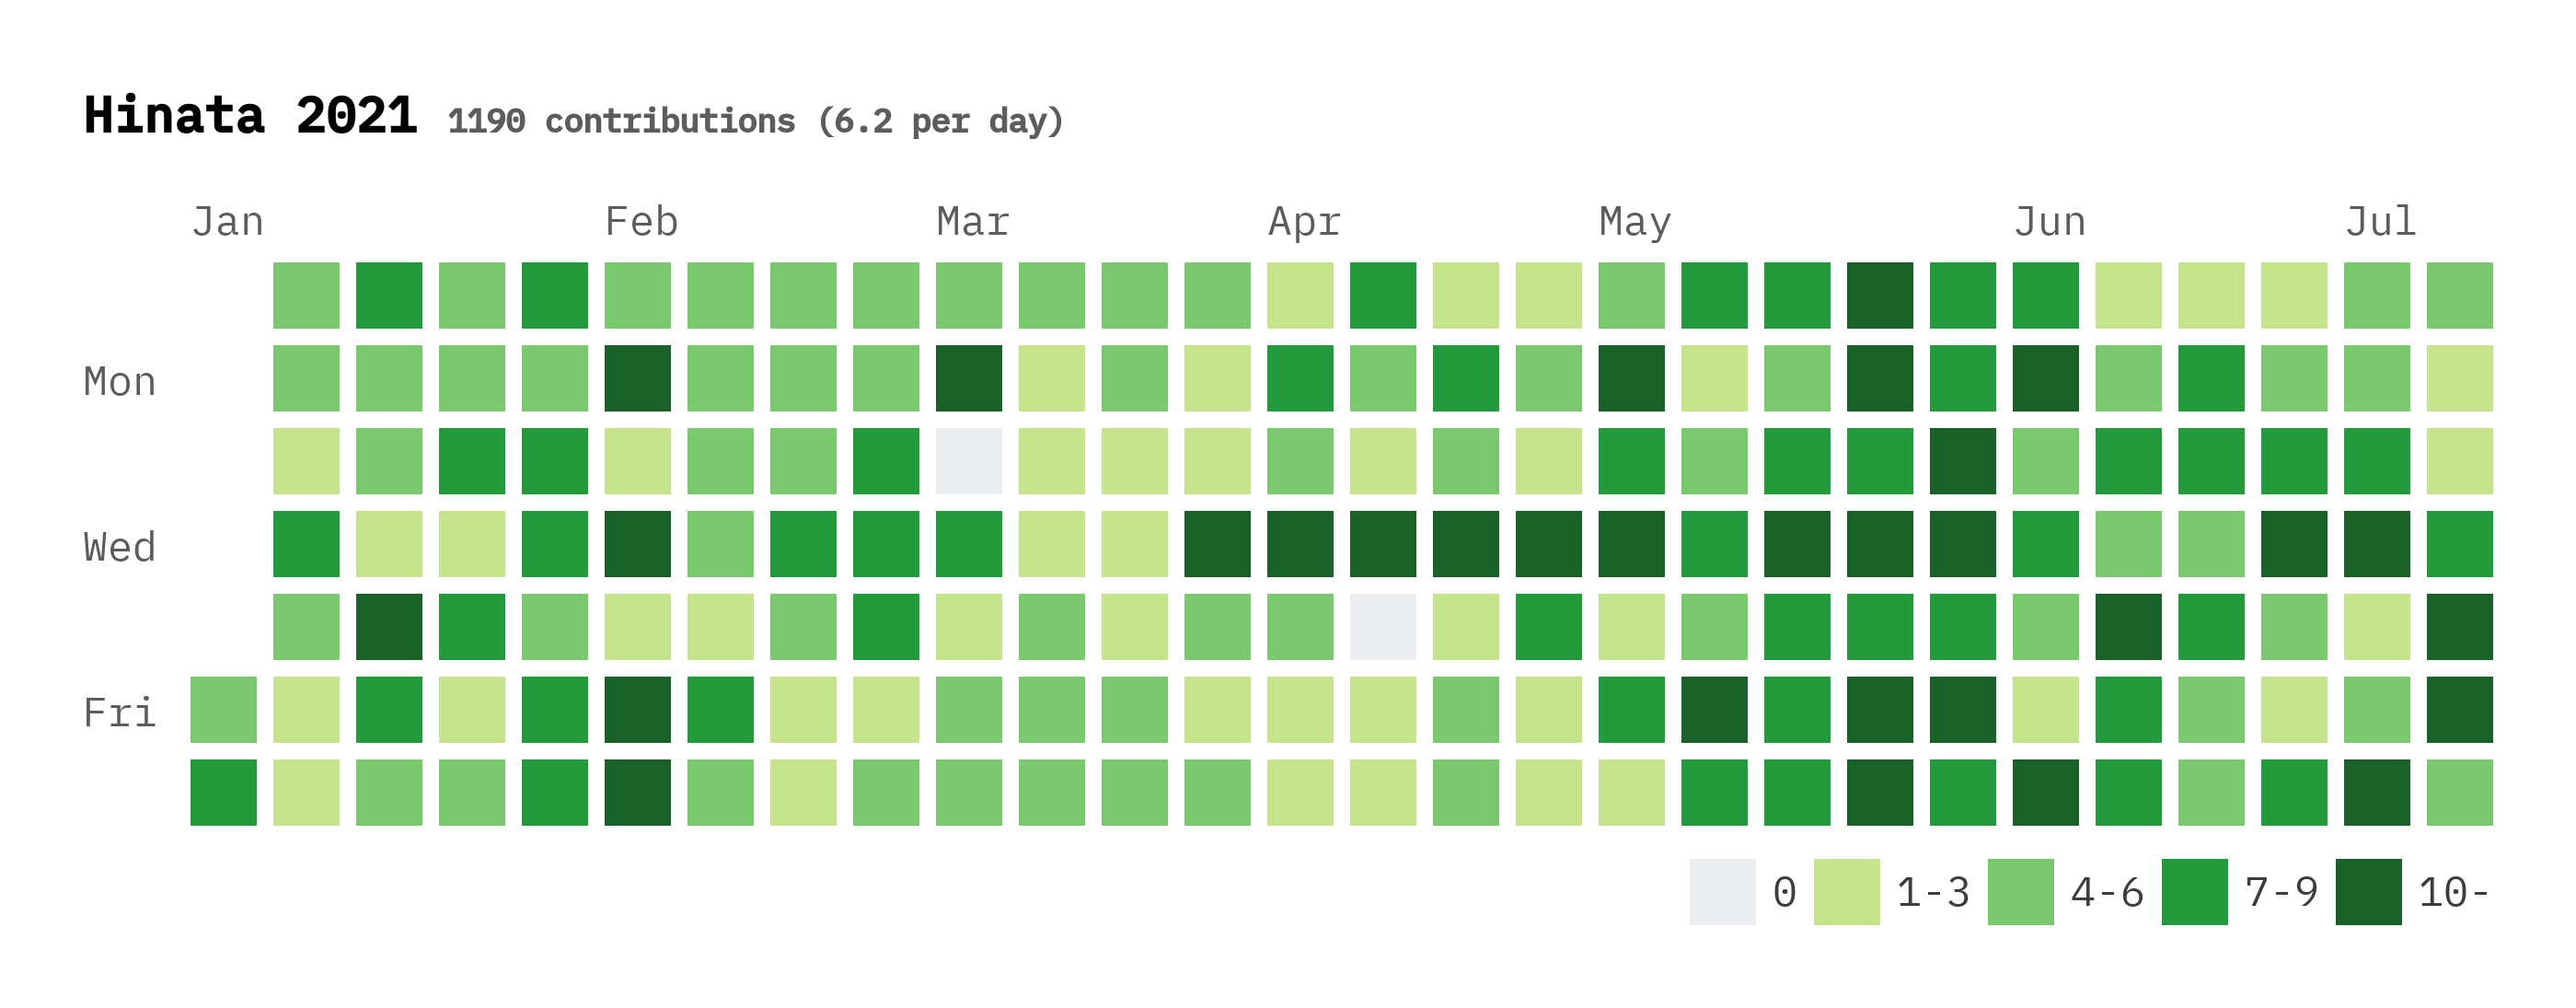 Hinata 2021 1190 contributions (6.2 per day)
Jan Feb Mar Apr May Jun Jul
Mon
Wed
Fri
0 1-3 4-6 7-9 10-